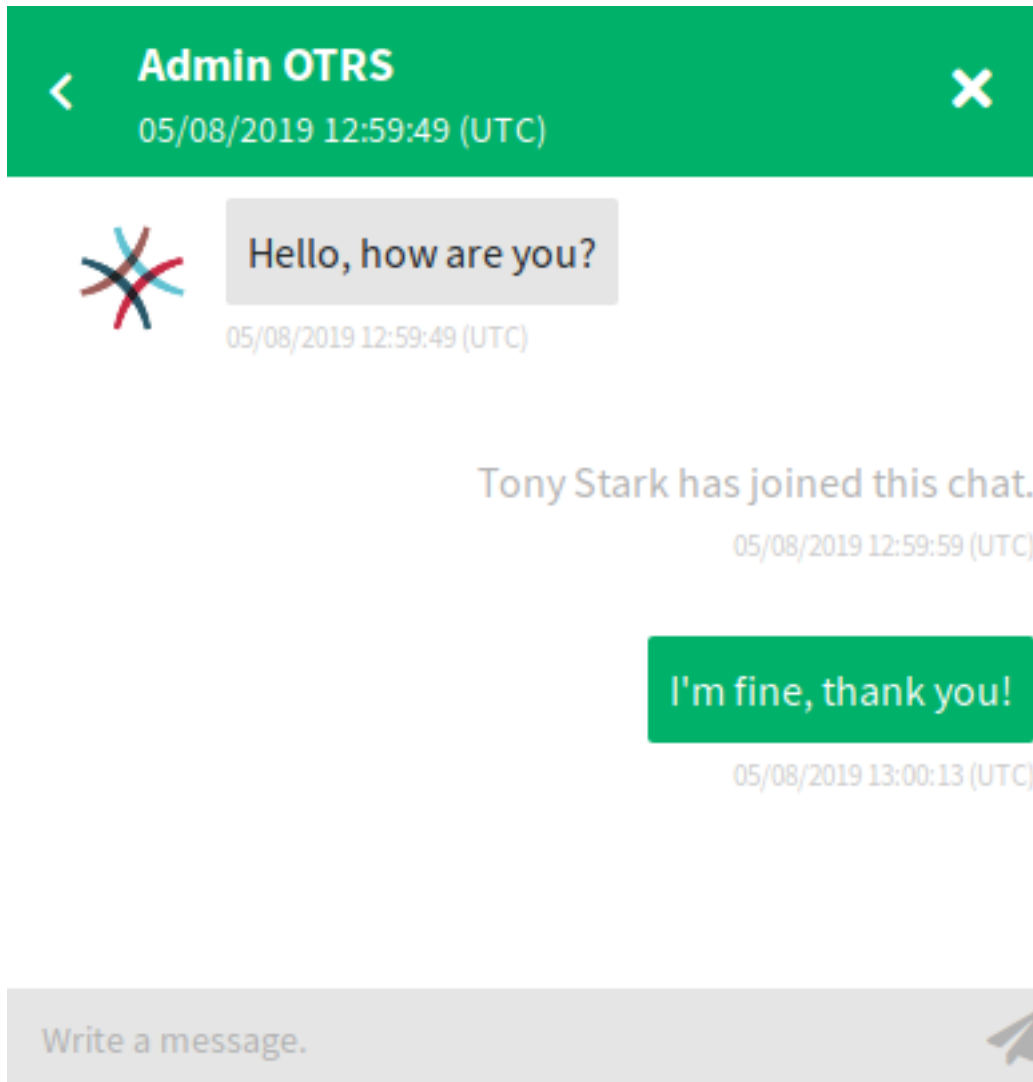 Admin OTRS
05/08/2019 12:59:49 (UTC)
Hello, how are you?
05/08/2019 12:59:49 (UTC)
Tony Stark has joined this chat.
05/08/2019 12:59:59 (UTC)
I'm fine, thank you!
05/08/2019 13:00:13 (UTC)
Write a message.